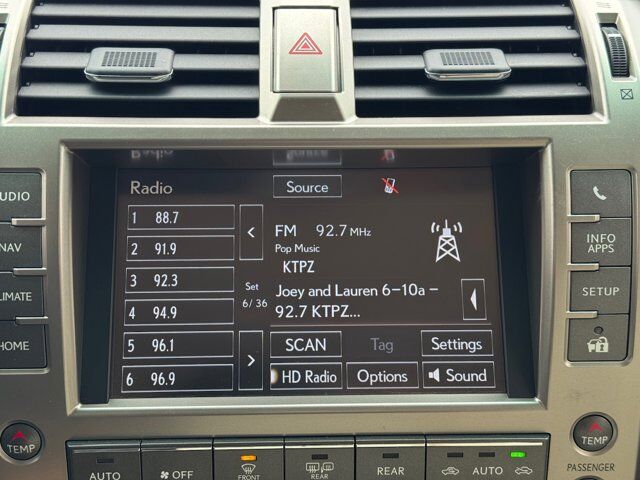 Radio
Source
1 88.7
2 91.9
3 92.3
4 94.9
5 96.1
6 96.9
<
Set
6/36
>
FM 92.7 MHz
Pop Music
KTPZ
Joey and Lauren 6-10a -
92.7 KTPZ...
SCAN
Tag
Settings
HD Radio
Options
Sound
AUDIO
NAV
CLIMATE
HOME
INFO
APPS
SETUP
TEMP
AUTO
OFF
FRONT
REAR
REAR
AUTO
TEMP
PASSENGER